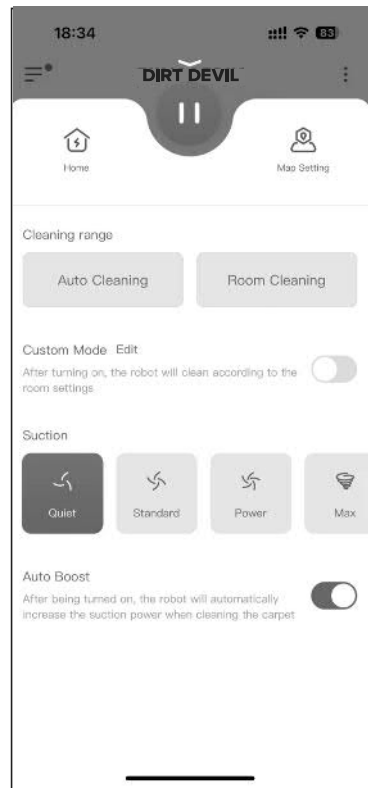 18:34
83
DIRT DEVIL
Home
Map Setting
Cleaning range
Auto Cleaning
Room Cleaning
Custom Mode Edit
After turning on, the robot will clean according to the
room settings
Suction
Quiet
Standard
Power
Max
Auto Boost
After being turned on, the robot will automatically
increase the suction power when cleaning the carpet